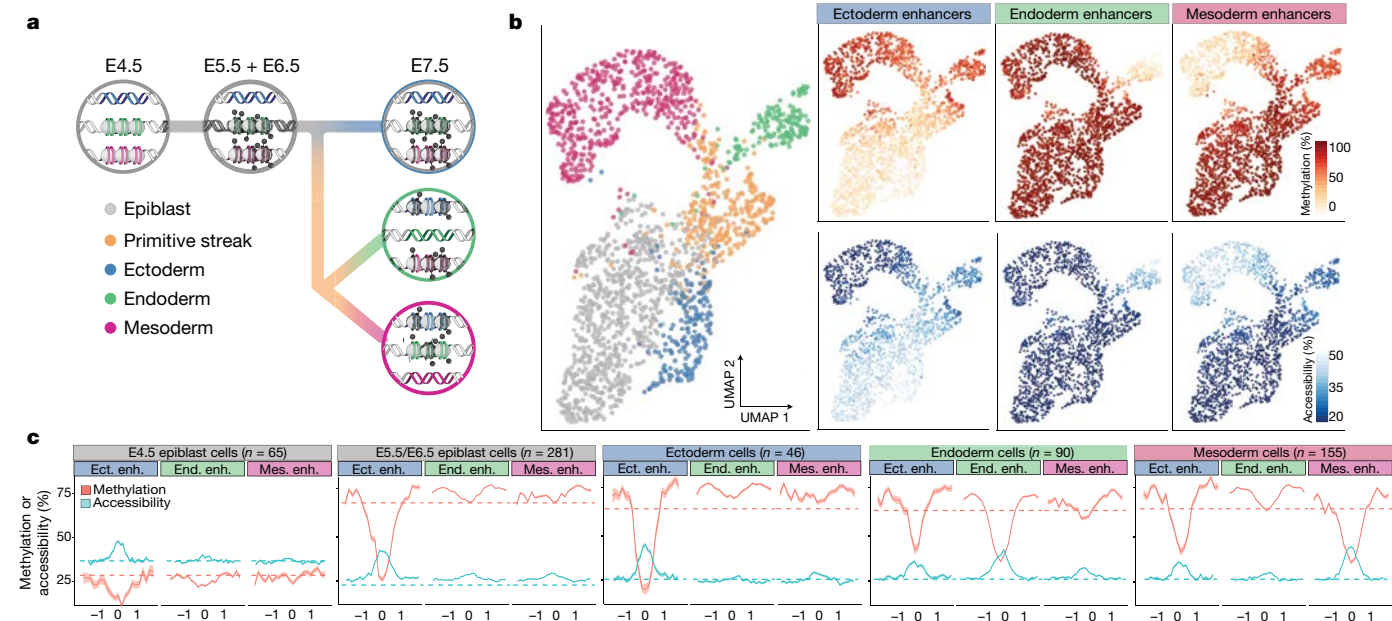 a
E4.5
E5.5 + E6.5
E7.5
Epiblast
Primitive streak
Ectoderm
Endoderm
Mesoderm
b
UMAP 2
UMAP 1
Ectoderm enhancers
Endoderm enhancers
Mesoderm enhancers
Methylation (%)
100
50
0
Accessibility (%)
50
35
20
c
E4.5 epiblast cells (n = 65)
E5.5/E6.5 epiblast cells (n = 281)
Ectoderm cells (n = 46)
Endoderm cells (n = 90)
Mesoderm cells (n = 155)
Ect. enh. End. enh. Mes. enh.
Ect. enh. End. enh. Mes. enh.
Ect. enh. End. enh. Mes. enh.
Ect. enh. End. enh. Mes. enh.
Ect. enh. End. enh. Mes. enh.
Methylation or
accessibility (%)
75
50
25
Methylation
Accessibility
−1 0 1 −1 0 1 −1 0 1
−1 0 1 −1 0 1 −1 0 1
−1 0 1 −1 0 1 −1 0 1
−1 0 1 −1 0 1 −1 0 1
−1 0 1 −1 0 1 −1 0 1